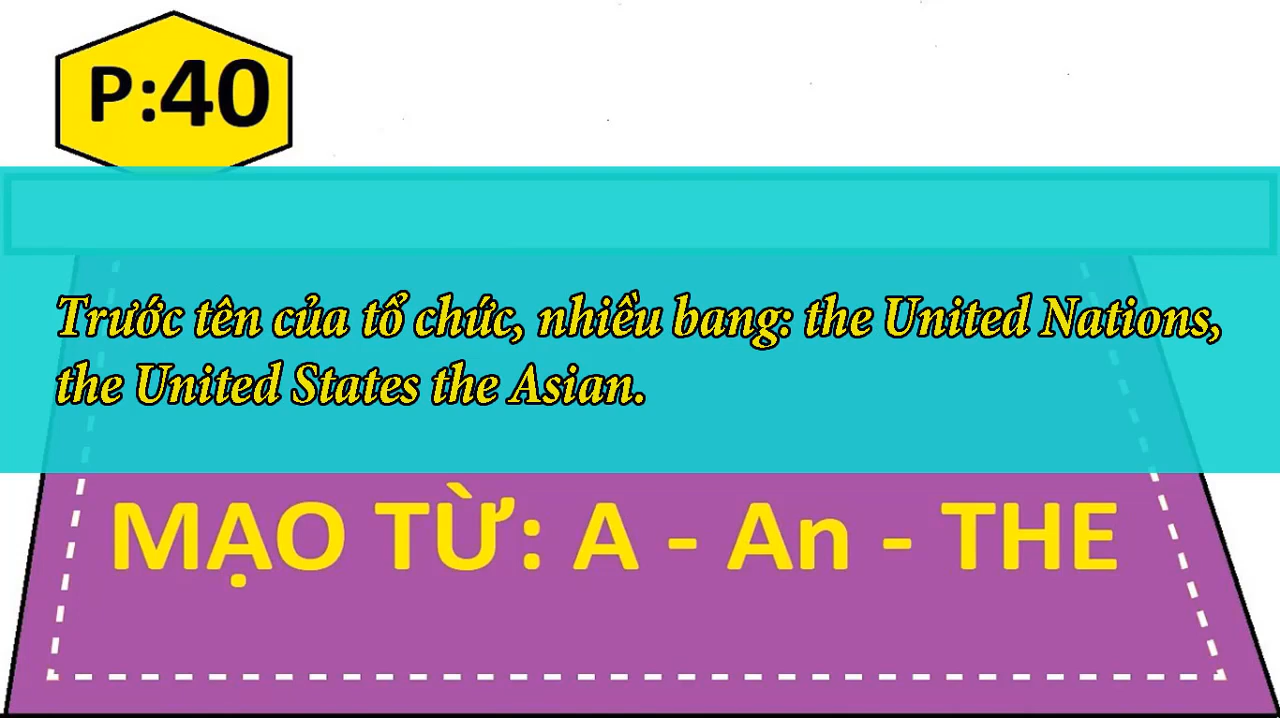 P:40
Trước tên của tổ chức, nhiều bang: the United Nations,
the United States the Asian.
MẠO TỪ: A - An - THE